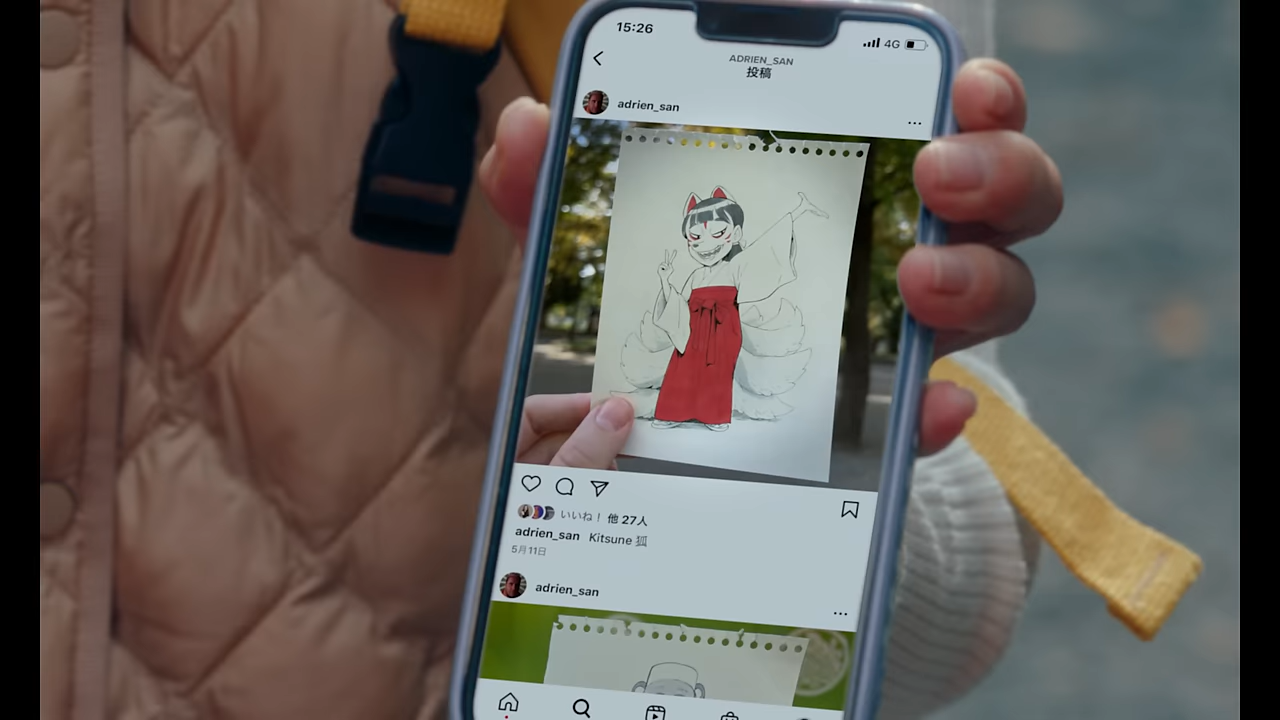 15:26
4G
ADRIEN_SAN
投稿
adrien_san
いいね！ 他 27人
adrien_san Kitsune 狐
5月11日
adrien_san